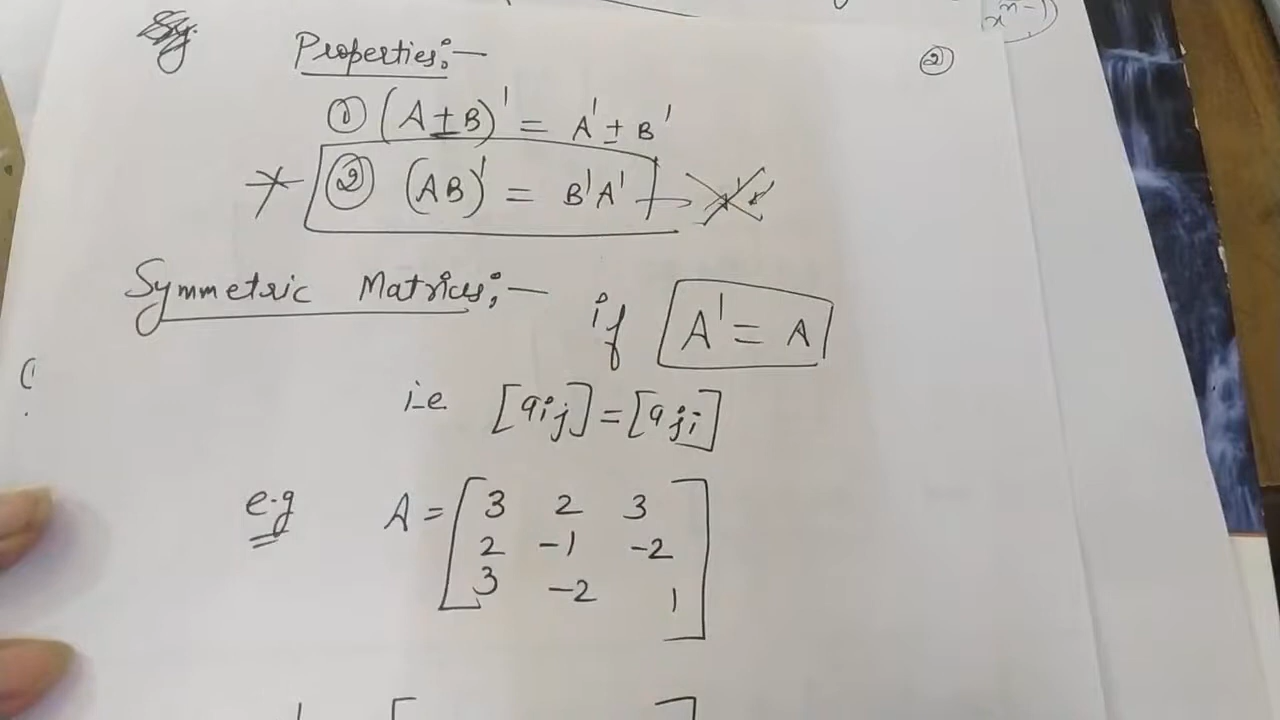 x^(n-1))
Properties:—
②
① (A±B)' = A' ± B'
② (AB)' = B'A'
Symmetric Matrices:— if A' = A
i.e [aij] = [aji]
e.g A = [3 2 3
2 -1 -2
3 -2 1]